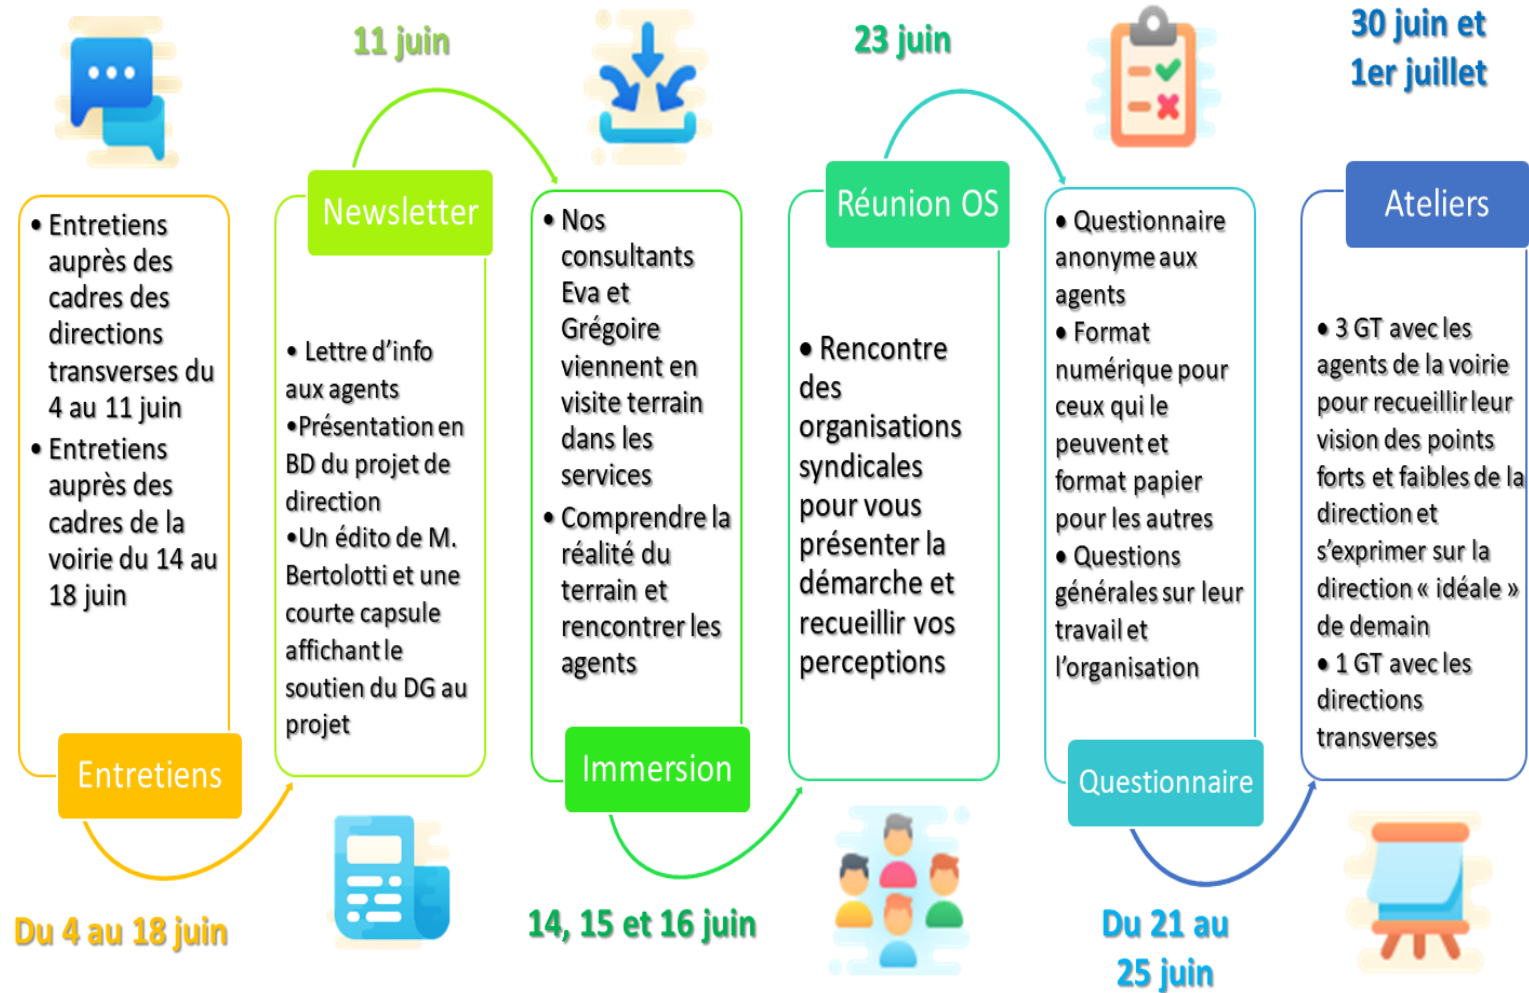 • Entretiens
auprès des
cadres des
directions
transverses du
4 au 11 juin
• Entretiens
auprès des
cadres de la
voirie du 14 au
18 juin
Entretiens
Du 4 au 18 juin
11 juin
Newsletter
• Lettre d’info
aux agents
•Présentation en
BD du projet de
direction
•Un édito de M.
Bertolotti et une
courte capsule
affichant le
soutien du DG au
projet
• Nos
consultants
Eva et
Grégoire
viennent en
visite terrain
dans les
services
• Comprendre la
réalité du
terrain et
rencontrer les
agents
Immersion
14, 15 et 16 juin
23 juin
Réunion OS
• Rencontre
des
organisations
syndicales
pour vous
présenter la
démarche et
recueillir vos
perceptions
• Questionnaire
anonyme aux
agents
• Format
numérique pour
ceux qui le
peuvent et
format papier
pour les autres
• Questions
générales sur leur
travail et
l’organisation
Questionnaire
Du 21 au
25 juin
30 juin et
1er juillet
Ateliers
• 3 GT avec les
agents de la voirie
pour recueillir leur
vision des points
forts et faibles de la
direction et
s’exprimer sur la
direction « idéale »
de demain
• 1 GT avec les
directions
transverses